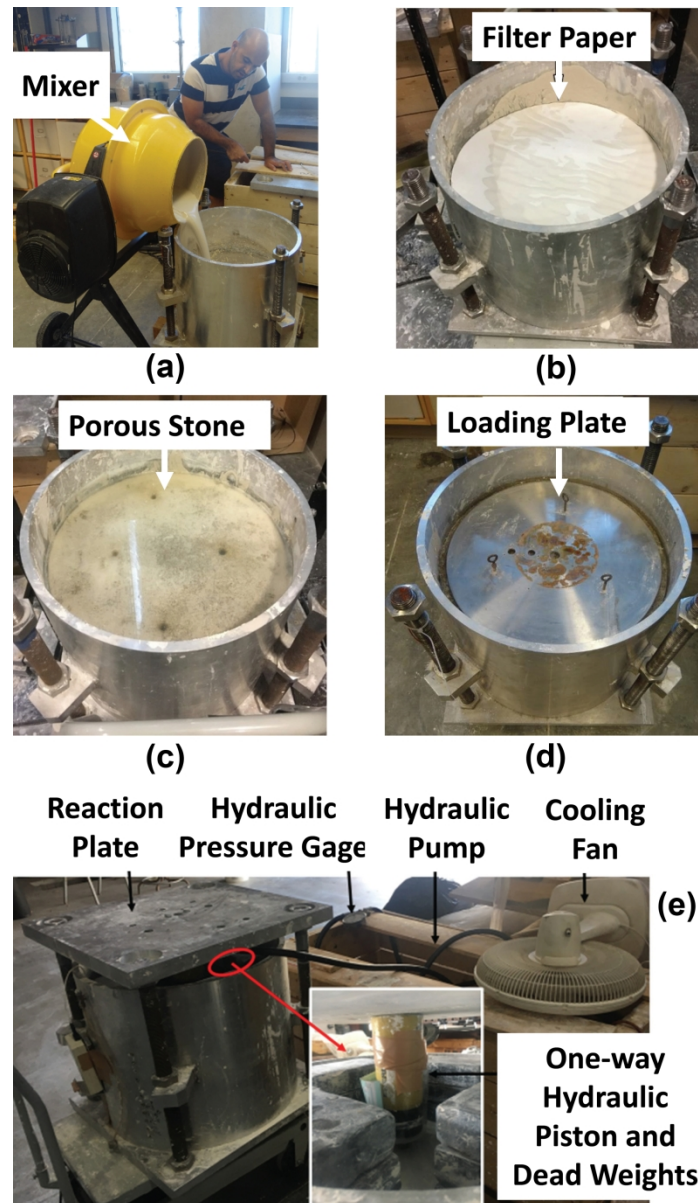 Mixer
(a)
Filter Paper
(b)
Porous Stone
(c)
Loading Plate
(d)
Reaction
Plate
Hydraulic
Pressure Gage
Hydraulic
Pump
Cooling
Fan
(e)
One-way
Hydraulic
Piston and
Dead Weights